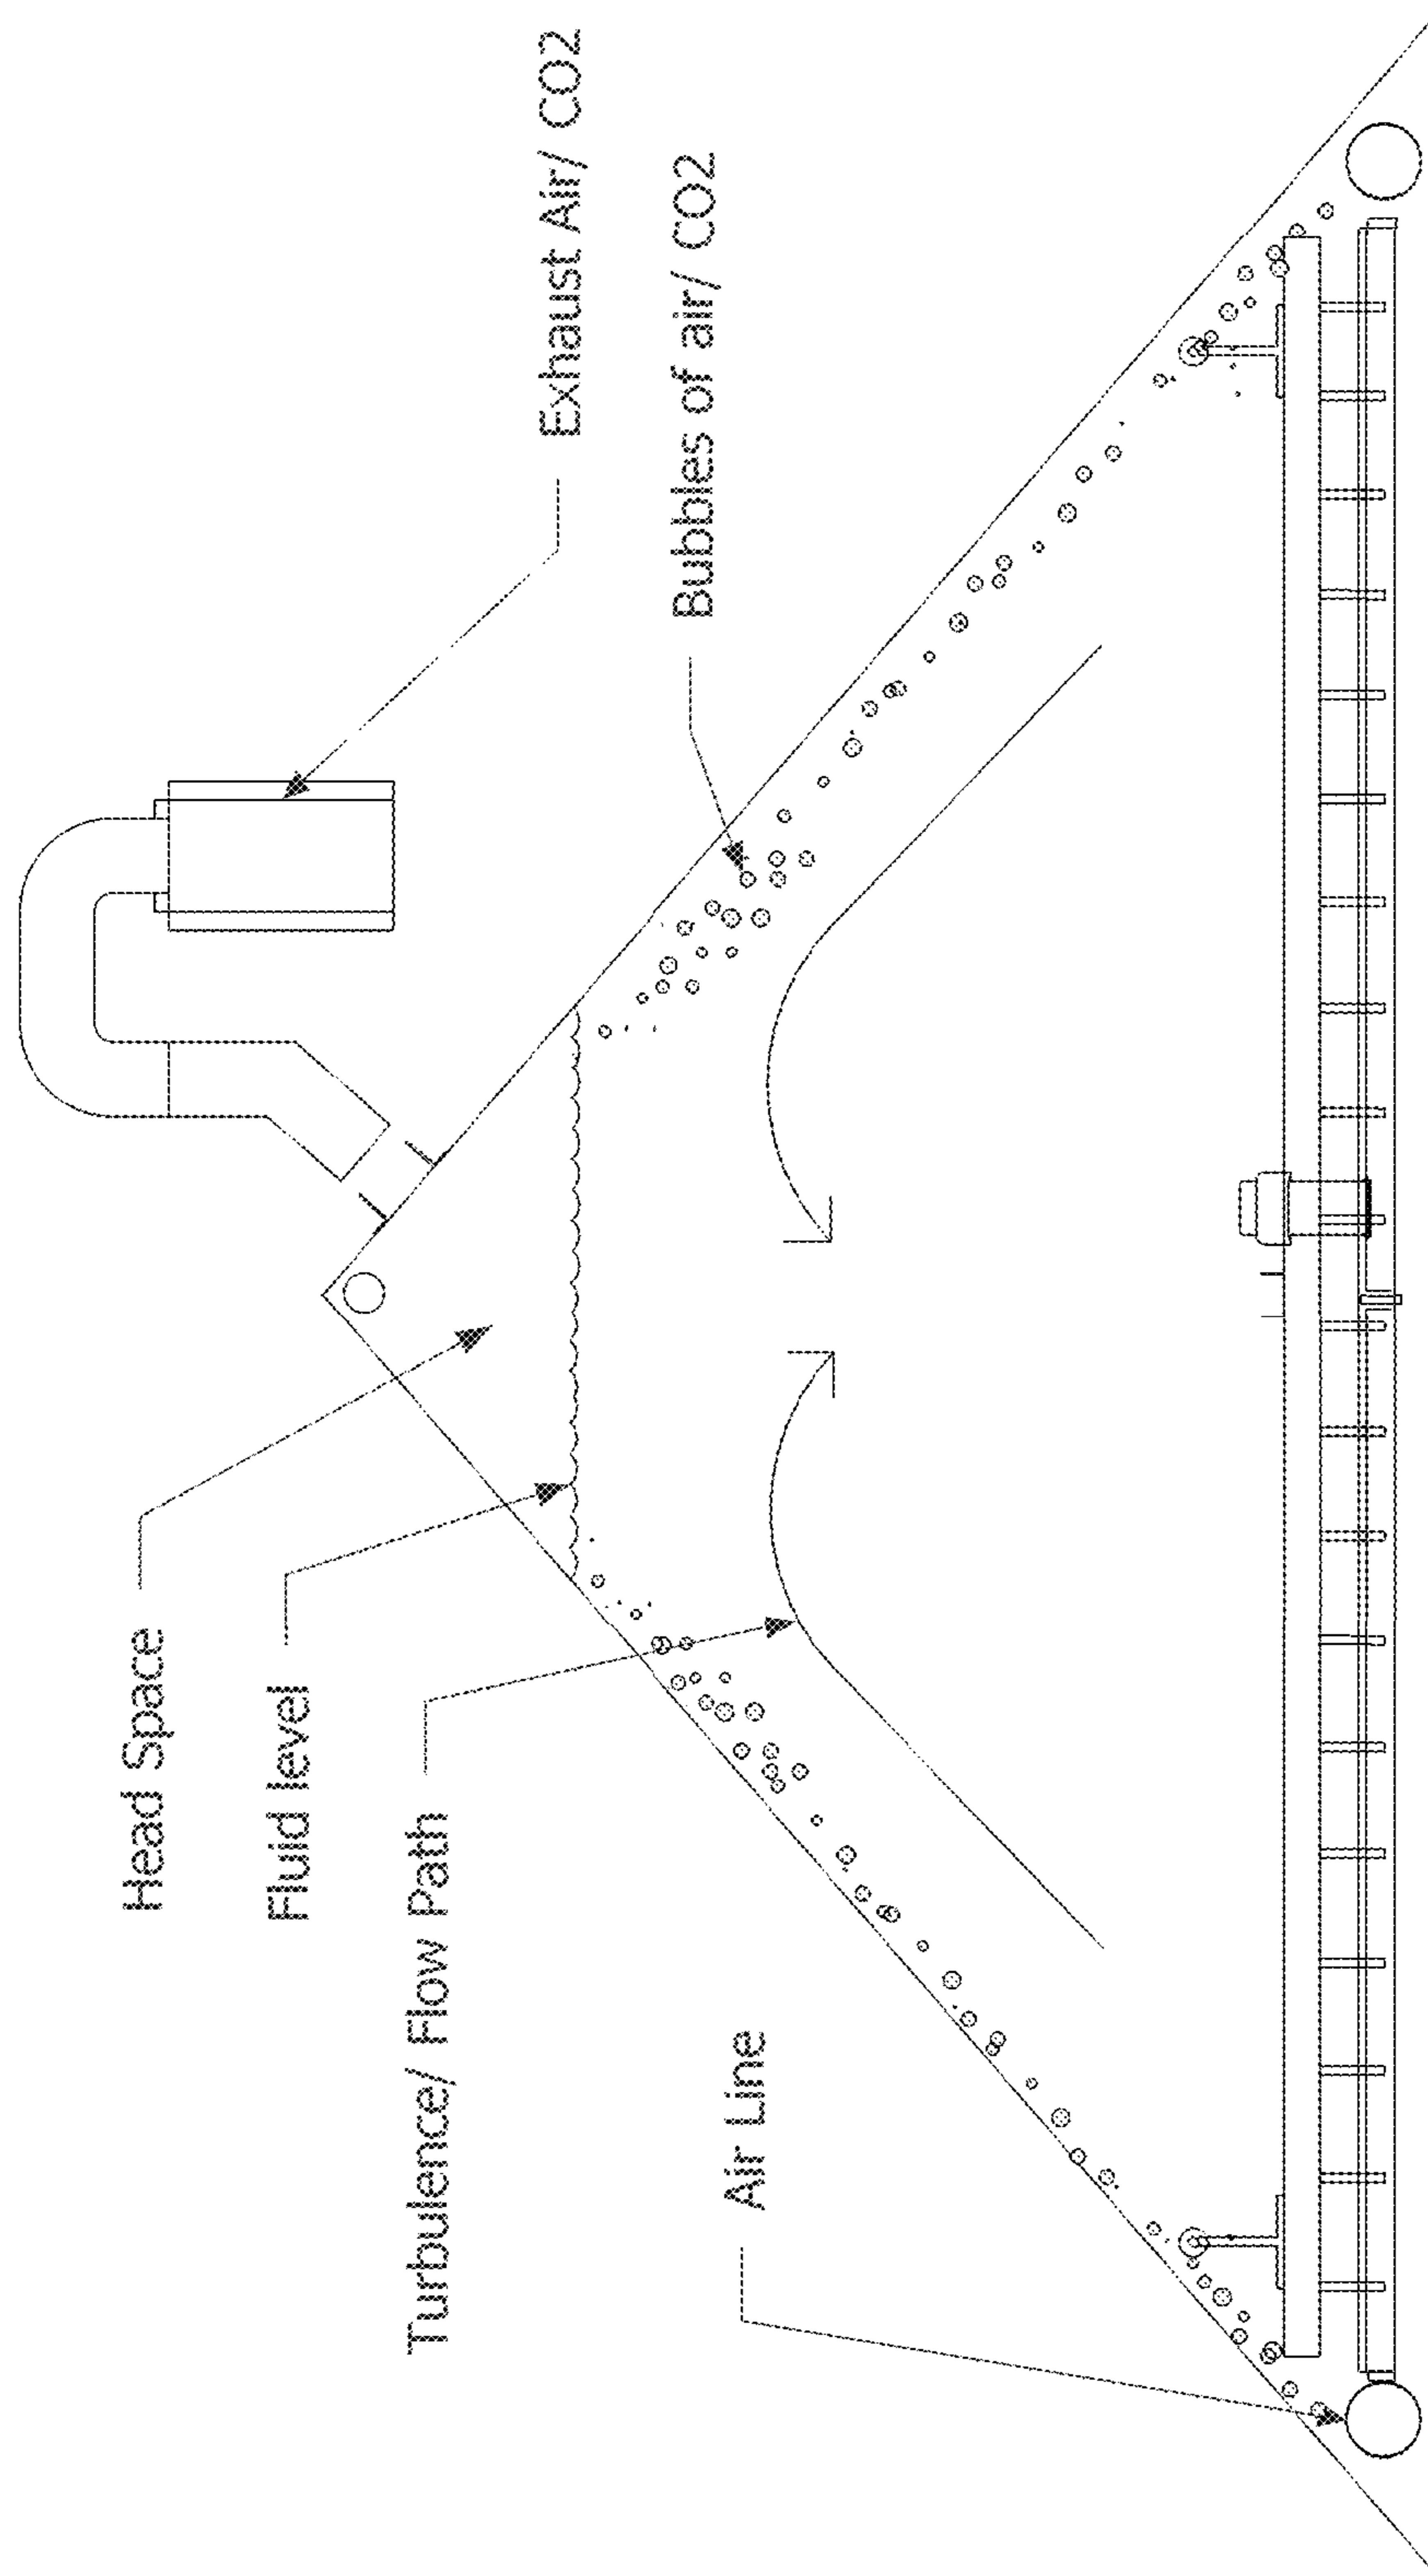 Head Space
Fluid level
Turbulence/ Flow Path
Air Line
Exhaust Air/ CO2
Bubbles of air/ CO2